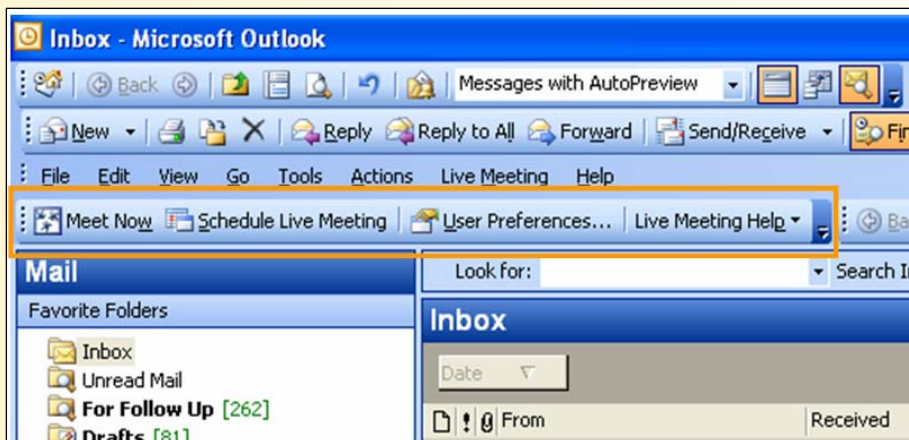 Inbox - Microsoft Outlook
Back Messages with AutoPreview
New Reply Reply to All Forward Send/Receive
File Edit View Go Tools Actions Live Meeting Help
Meet Now Schedule Live Meeting User Preferences... Live Meeting Help
Mail Look for:
Favorite Folders Inbox
Inbox
Unread Mail Date
For Follow Up [262]
Drafts [81] From Received